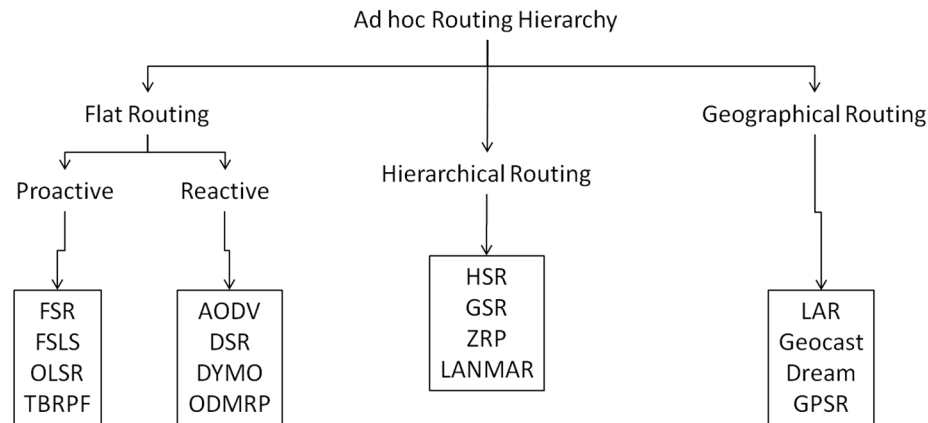 Ad hoc Routing Hierarchy
Flat Routing
Geographical Routing
Hierarchical Routing
Proactive
Reactive
FSR
FSLS
OLSR
TBRPF
AODV
DSR
DYMO
ODMRP
HSR
GSR
ZRP
LANMAR
LAR
Geocast
Dream
GPSR